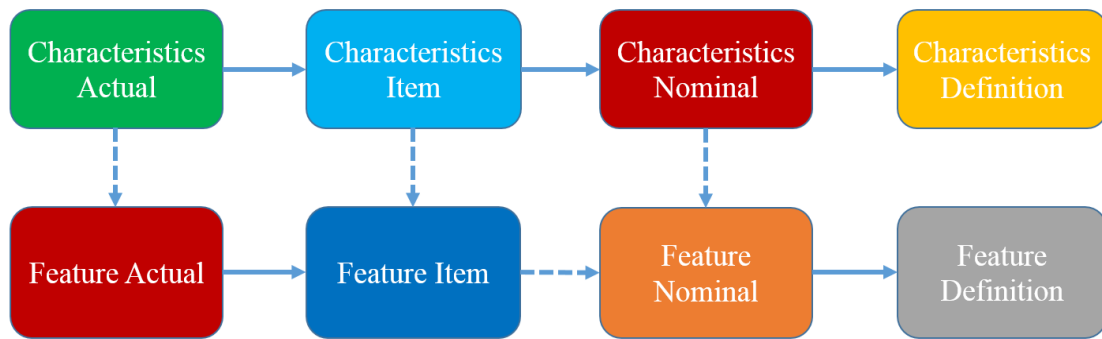 Characteristics
Actual
Characteristics
Item
Characteristics
Nominal
Characteristics
Definition
Feature Actual
Feature Item
Feature
Nominal
Feature
Definition